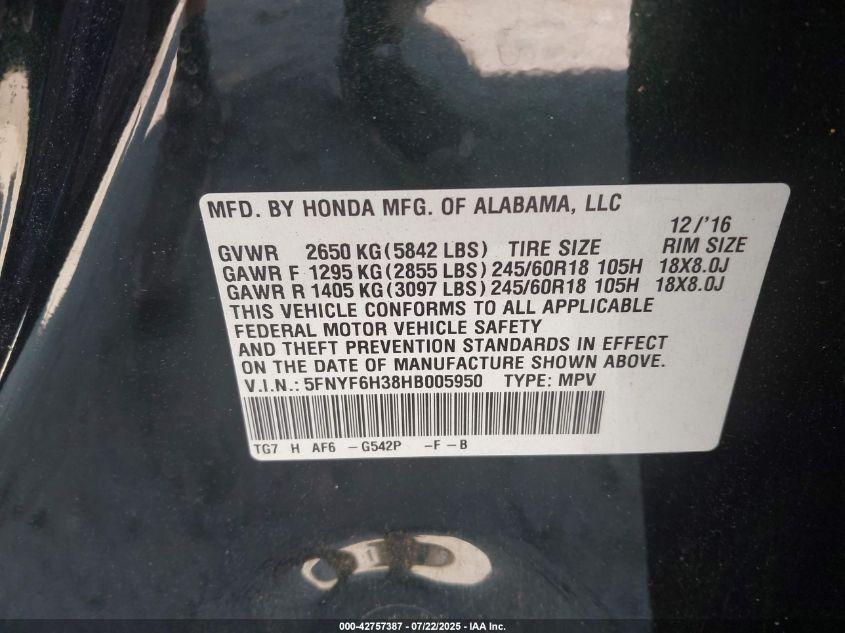 MFD. BY HONDA MFG. OF ALABAMA, LLC
12/'16
GVWR 2650 KG (5842 LBS) TIRE SIZE RIM SIZE
GAWR F 1295 KG (2855 LBS) 245/60R18 105H 18X8.0J
GAWR R 1405 KG (3097 LBS) 245/60R18 105H 18X8.0J
THIS VEHICLE CONFORMS TO ALL APPLICABLE
FEDERAL MOTOR VEHICLE SAFETY
AND THEFT PREVENTION STANDARDS IN EFFECT
ON THE DATE OF MANUFACTURE SHOWN ABOVE.
V.I.N.: 5FNYF6H38HB005950 TYPE: MPV
TG7 H AF6 -G542P -F-B
000-42757387 - 07/22/2025 - IAA Inc.